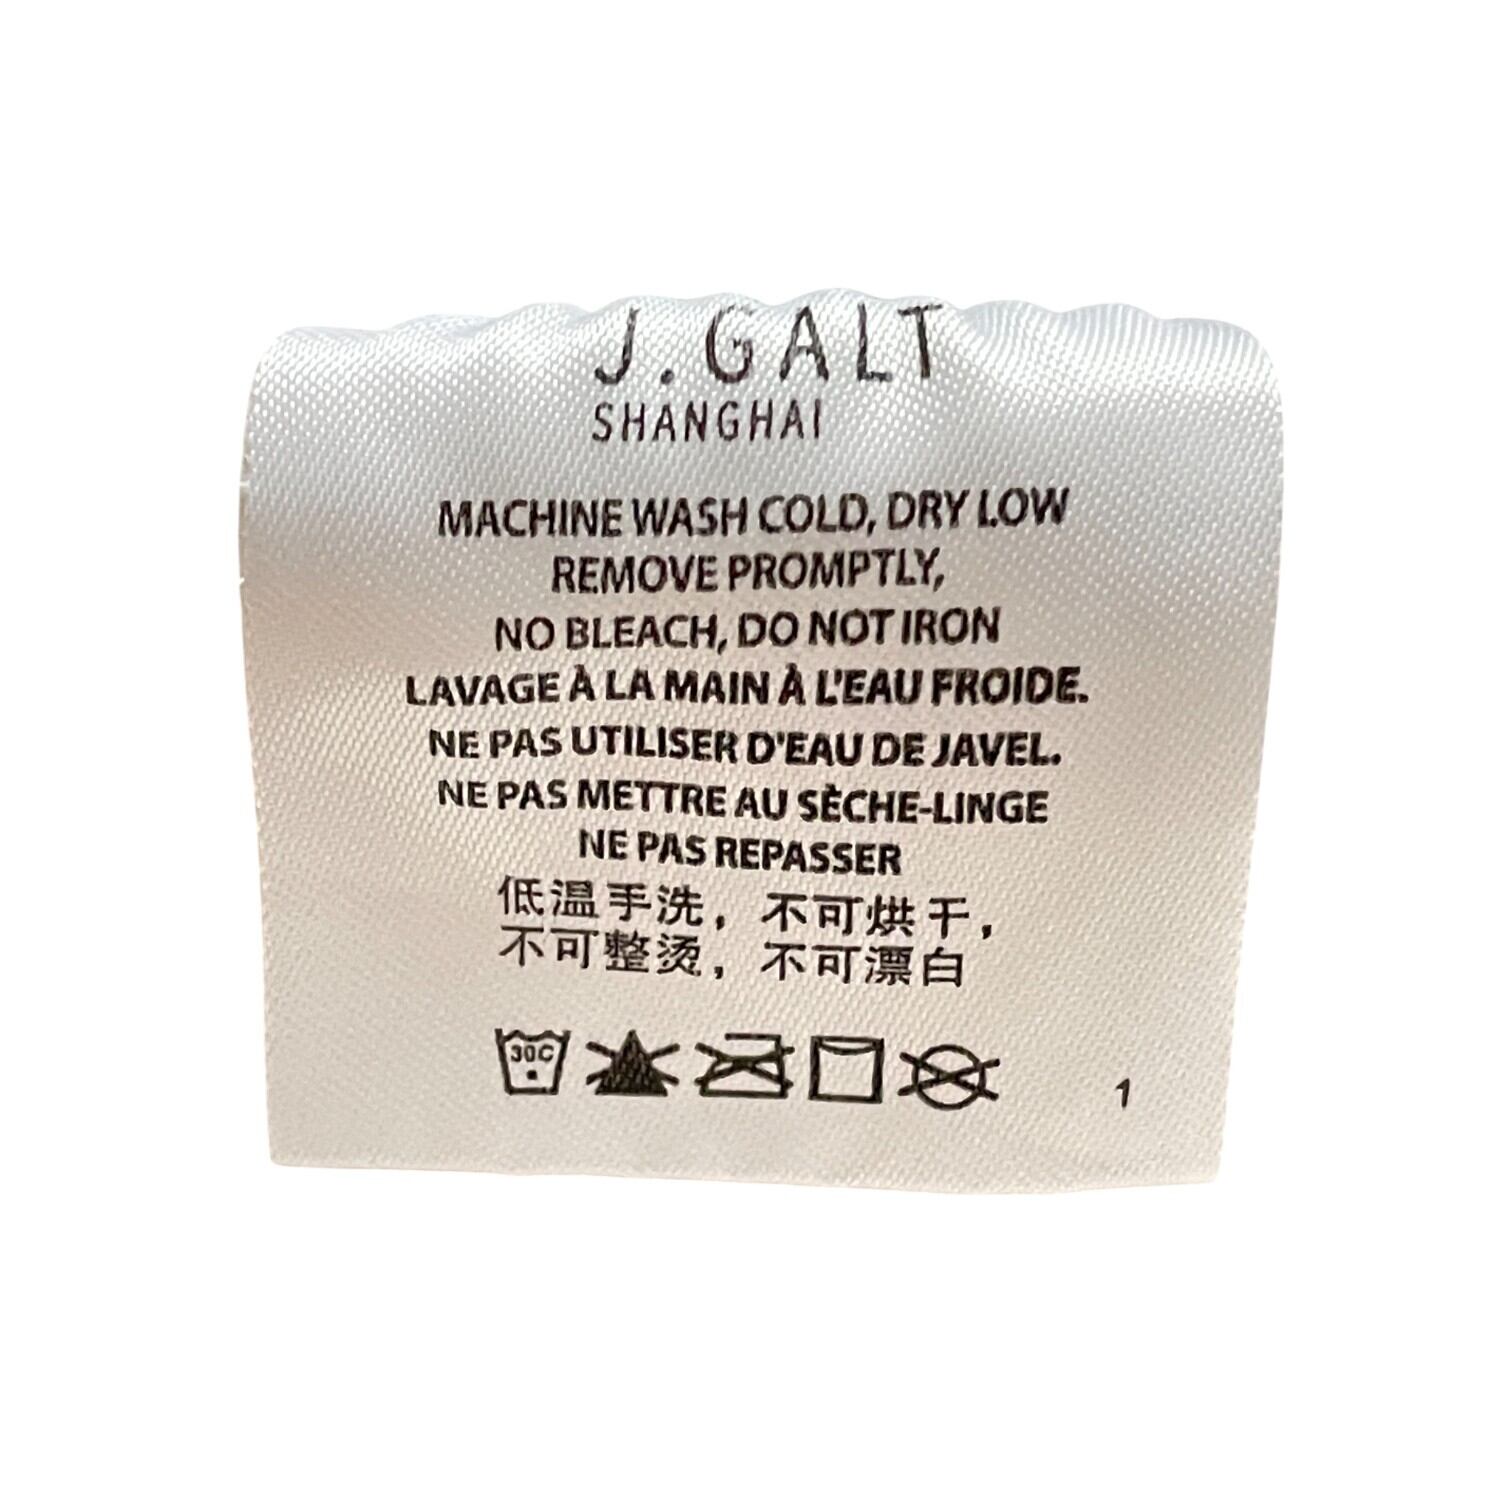 J.GALT
SHANGHAI
MACHINE WASH COLD, DRY LOW
REMOVE PROMPTLY,
NO BLEACH, DO NOT IRON
LAVAGE À LA MAIN À L'EAU FROIDE.
NE PAS UTILISER D'EAU DE JAVEL.
NE PAS METTRE AU SÈCHE-LINGE
NE PAS REPASSER
低温手洗，不可烘干，
不可整烫，不可漂白
30C
1